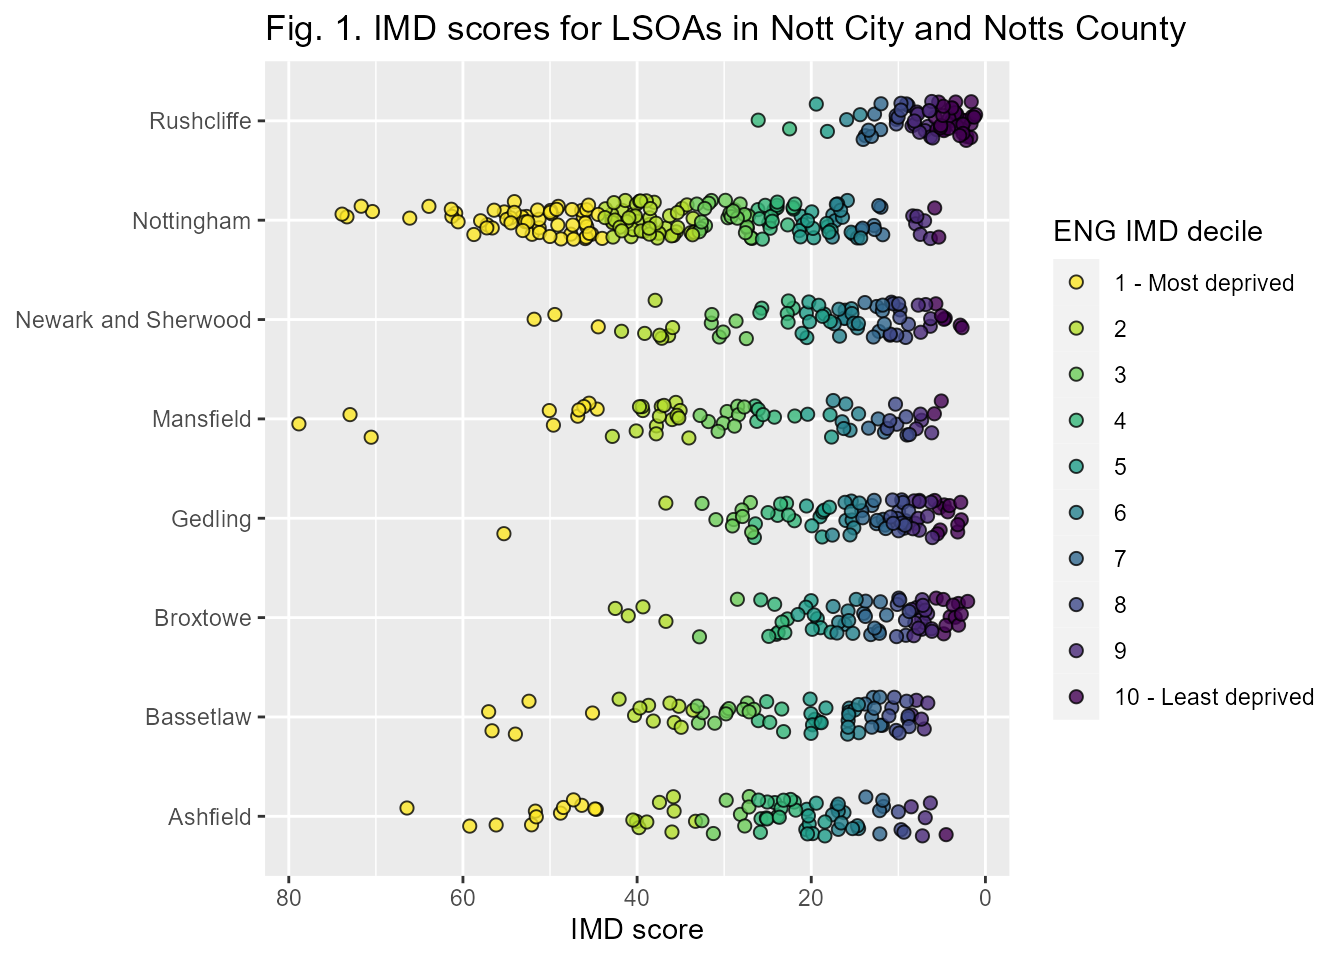 Fig. 1. IMD scores for LSOAs in Nott City and Notts County
Rushcliffe
Nottingham
Newark and Sherwood
Mansfield
Gedling
Broxtowe
Bassetlaw
Ashfield
80 60 40 20 0
IMD score
ENG IMD decile
1 - Most deprived
2
3
4
5
6
7
8
9
10 - Least deprived